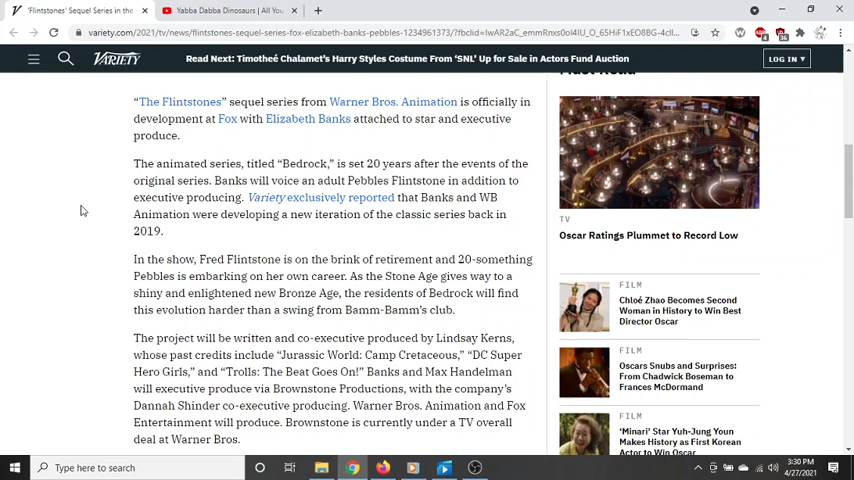 'Flintstones' Sequel Series in the
Yabba Dabba Dinosaurs | All You
variety.com/2021/tv/news/flintstones-sequel-series-fox-elizabeth-banks-pebbles-1234961373/?fbclid=
VARIETY
Read Next: Timotheé Chalamet's Harry Styles Costume From 'SNL' Up for Sale in Actors Fund Auction
LOG IN ▾
Must Read
"The Flintstones" sequel series from Warner Bros. Animation is officially in
development at Fox with Elizabeth Banks attached to star and executive
produce.
The animated series, titled "Bedrock," is set 20 years after the events of the
original series. Banks will voice an adult Pebbles Flintstone in addition to
executive producing. Variety exclusively reported that Banks and WB
Animation were developing a new iteration of the classic series back in
2019.
In the show, Fred Flintstone is on the brink of retirement and 20-something
Pebbles is embarking on her own career. As the Stone Age gives way to a
shiny and enlightened new Bronze Age, the residents of Bedrock will find
this evolution harder than a swing from Bamm-Bamm's club.
The project will be written and co-executive produced by Lindsay Kerns,
whose past credits include "Jurassic World: Camp Cretaceous," "DC Super
Hero Girls," and "Trolls: The Beat Goes On!" Banks and Max Handelman
will executive produce via Brownstone Productions, with the company's
Dannah Shinder co-executive producing. Warner Bros. Animation and Fox
Entertainment will produce. Brownstone is currently under a TV overall
deal at Warner Bros.
TV
Oscar Ratings Plummet to Record Low
FILM
Chloé Zhao Becomes Second
Woman in History to Win Best
Director Oscar
FILM
Oscars Snubs and Surprises:
From Chadwick Boseman to
Frances McDormand
FILM
'Minari' Star Yuh-Jung Youn
Makes History as First Korean
Actor to Win Oscar
Type here to search
3:30 PM
4/27/2021